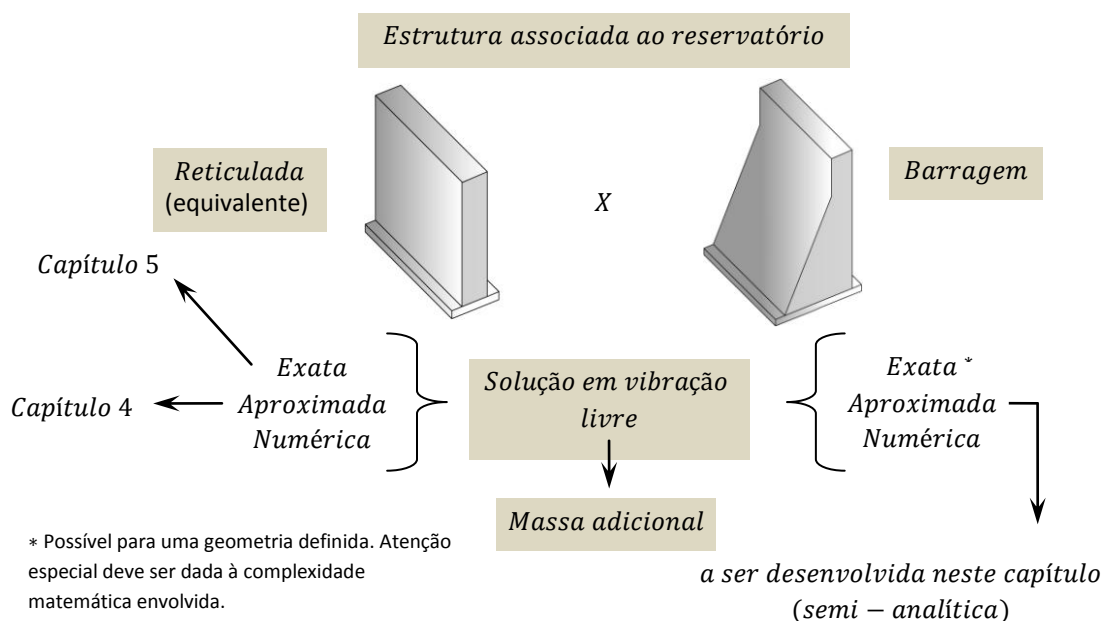 Estrutura associada ao reservatório
Reticulada
(equivalente)
X
Barragem
Capítulo 5
Capítulo 4
Exata
Aproximada
Numérica
Solução em vibração
livre
Exata *
Aproximada
Numérica
Massa adicional
* Possível para uma geometria definida. Atenção
especial deve ser dada à complexidade
matemática envolvida.
a ser desenvolvida neste capítulo
(semi − analítica)